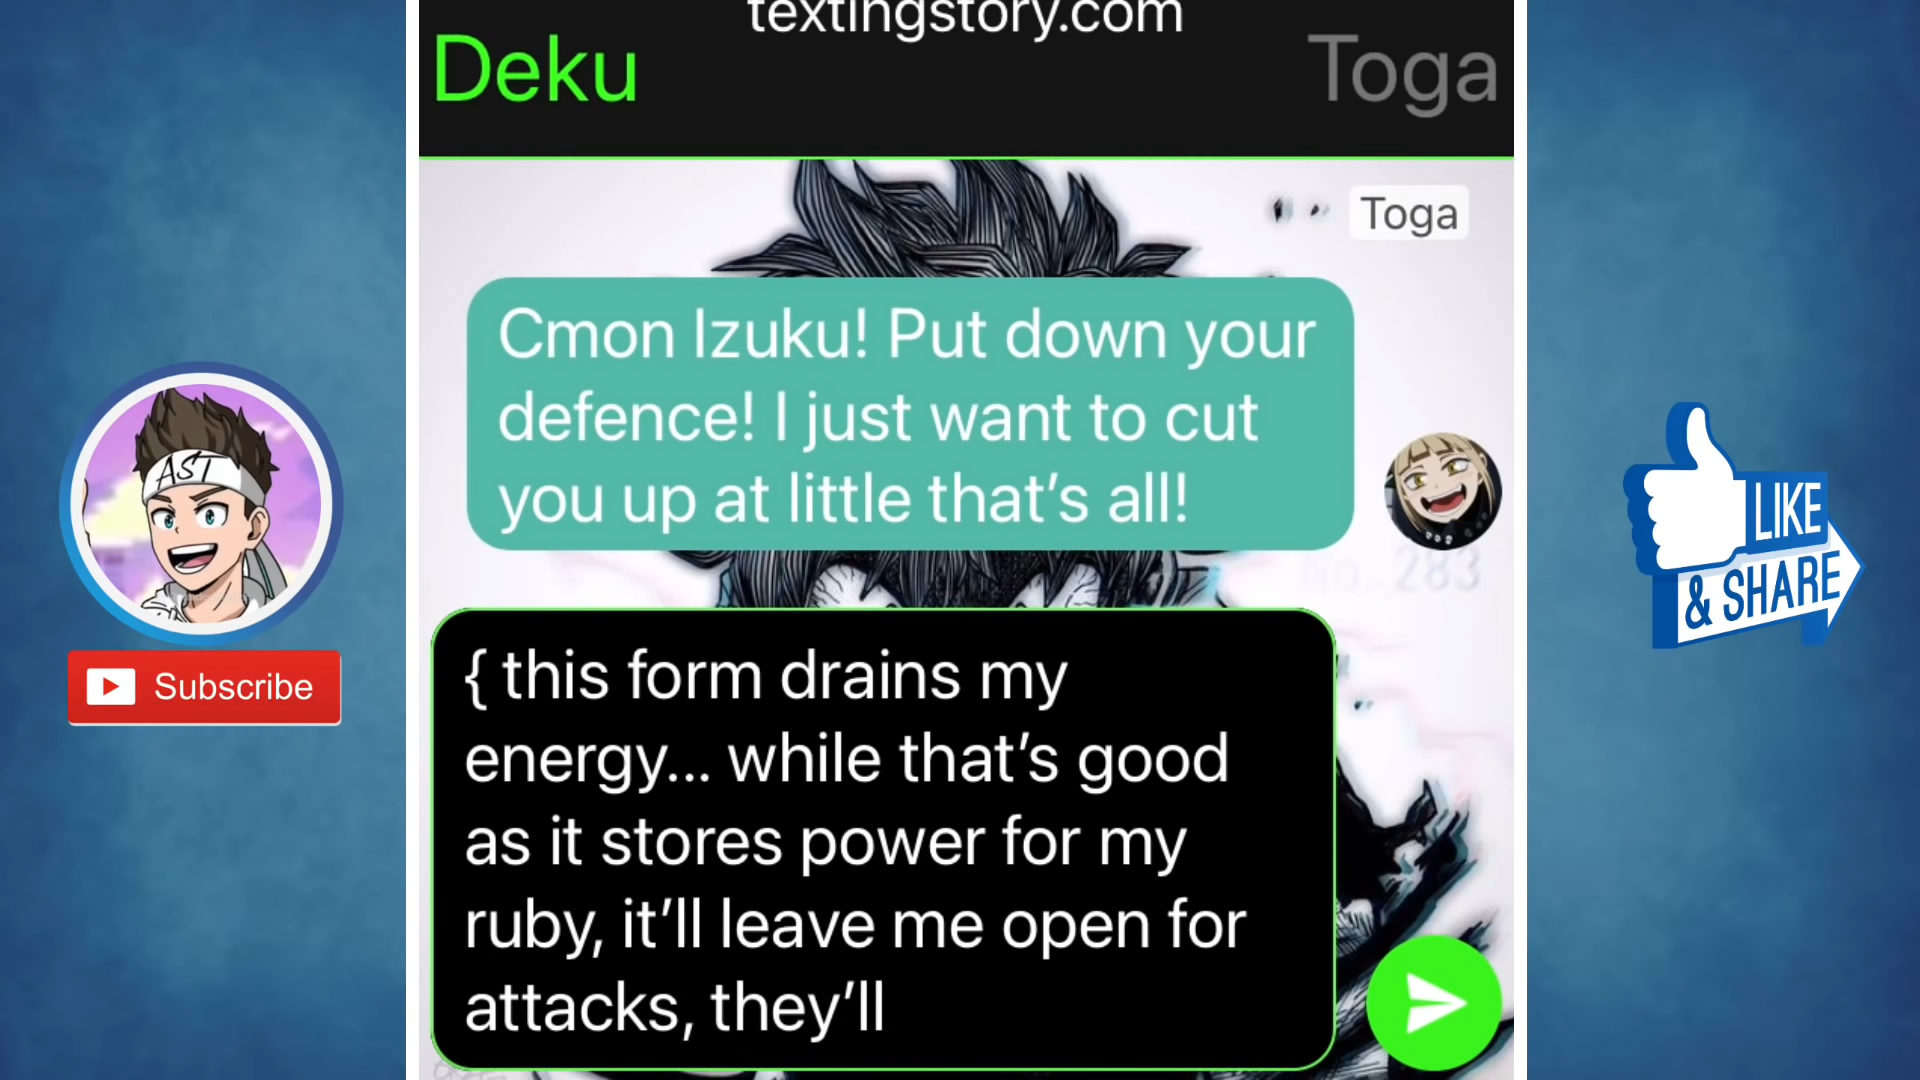 textingstory.com
Deku
Toga
Toga
Cmon Izuku! Put down your
defence! I just want to cut
you up at little that's all!
No. 283
{ this form drains my
energy... while that's good
as it stores power for my
ruby, it'll leave me open for
attacks, they'll
AST
Subscribe
LIKE
& SHARE